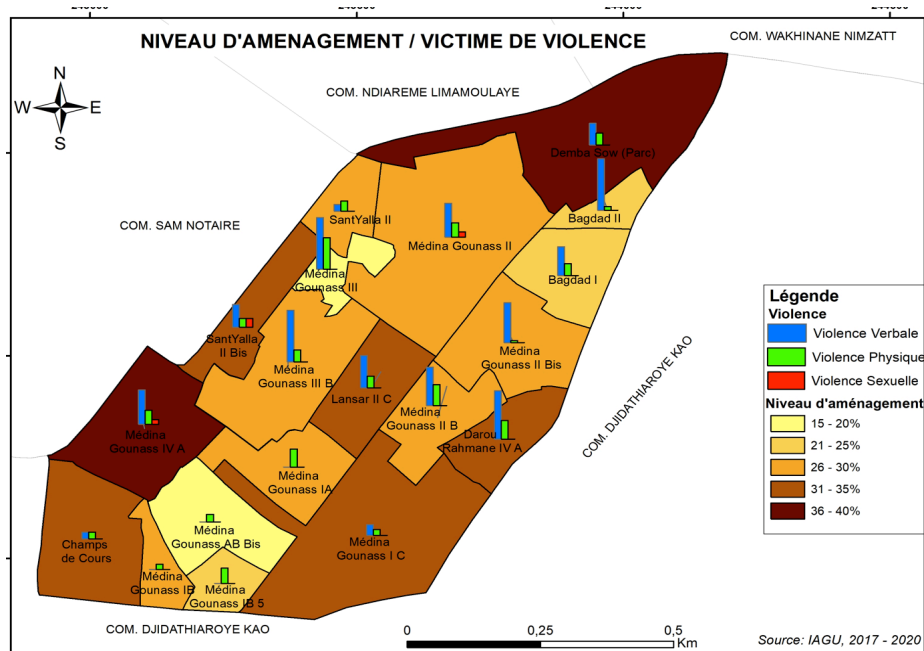 NIVEAU D'AMENAGEMENT / VICTIME DE VIOLENCE
COM. WAKHINANE NIMZATT
COM. NDIAREME LIMAMOULAYE
N
W E
S
Demba Sow (Parc)
SantYalla II
Bagdad II
COM. SAM NOTAIRE
Médina Gounass II
Médina
Gounass III
Bagdad I
SantYalla
II Bis
Médina
Gounass II Bis
Médina
Gounass III B
Lansar II C
Médina
Gounass II B
Médina
Gounass IV A
Darou
Rahmane IV A
COM. DJIDATHIAROYE KAO
Médina
Gounass IA
Médina
Gounass AB Bis
Champs
de Cours
Médina
Gounass I C
Médina
Gounass IB
Médina
Gounass IB 5
COM. DJIDATHIAROYE KAO
Légende
Violence
Violence Verbale
Violence Physique
Violence Sexuelle
Niveau d'aménagement
15 - 20%
21 - 25%
26 - 30%
31 - 35%
36 - 40%
0 0,25 0,5
Km
Source: IAGU, 2017 - 2020